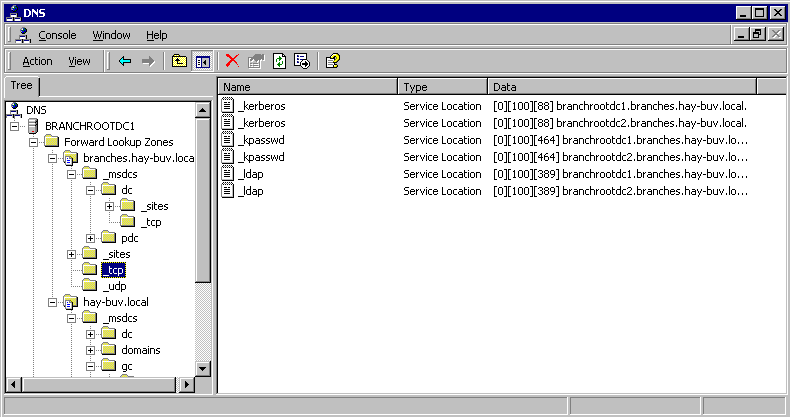 DNS
Console Window Help
Action View
Tree
DNS
BRANCHROOTDC1
Forward Lookup Zones
branches.hay-buv.loca
_msdcs
dc
_sites
_tcp
pdc
_sites
_tcp
_udp
hay-buv.local
_msdcs
dc
domains
gc
Name Type Data
_kerberos Service Location [0][100][88] branchrootdc1.branches.hay-buv.local.
_kerberos Service Location [0][100][88] branchrootdc2.branches.hay-buv.local.
_kpasswd Service Location [0][100][464] branchrootdc1.branches.hay-buv.lo...
_kpasswd Service Location [0][100][464] branchrootdc2.branches.hay-buv.lo...
_ldap Service Location [0][100][389] branchrootdc1.branches.hay-buv.lo...
_ldap Service Location [0][100][389] branchrootdc2.branches.hay-buv.lo...